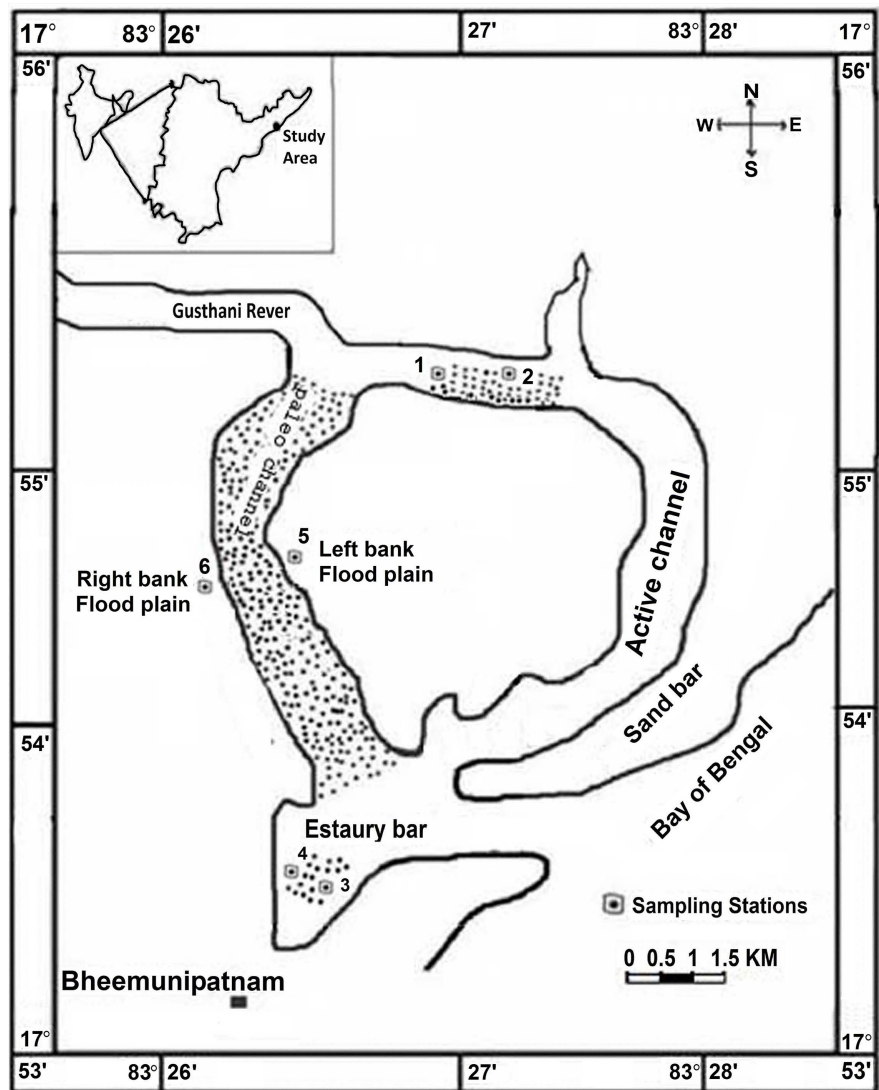 17° 83° 26' 27' 83° 28' 17°
56' 56'
Study
Area
N
W E
S
Gusthani Rever
1 2
paleo channel
55' 55'
5
Left bank
Flood plain
6
Right bank
Flood plain
Active channel
Sand bar
54' 54'
Bay of Bengal
Estaury bar
4
3
Sampling Stations
0 0.5 1 1.5 KM
Bheemunipatnam
17° 17°
53' 83° 26' 27' 83° 28' 53'